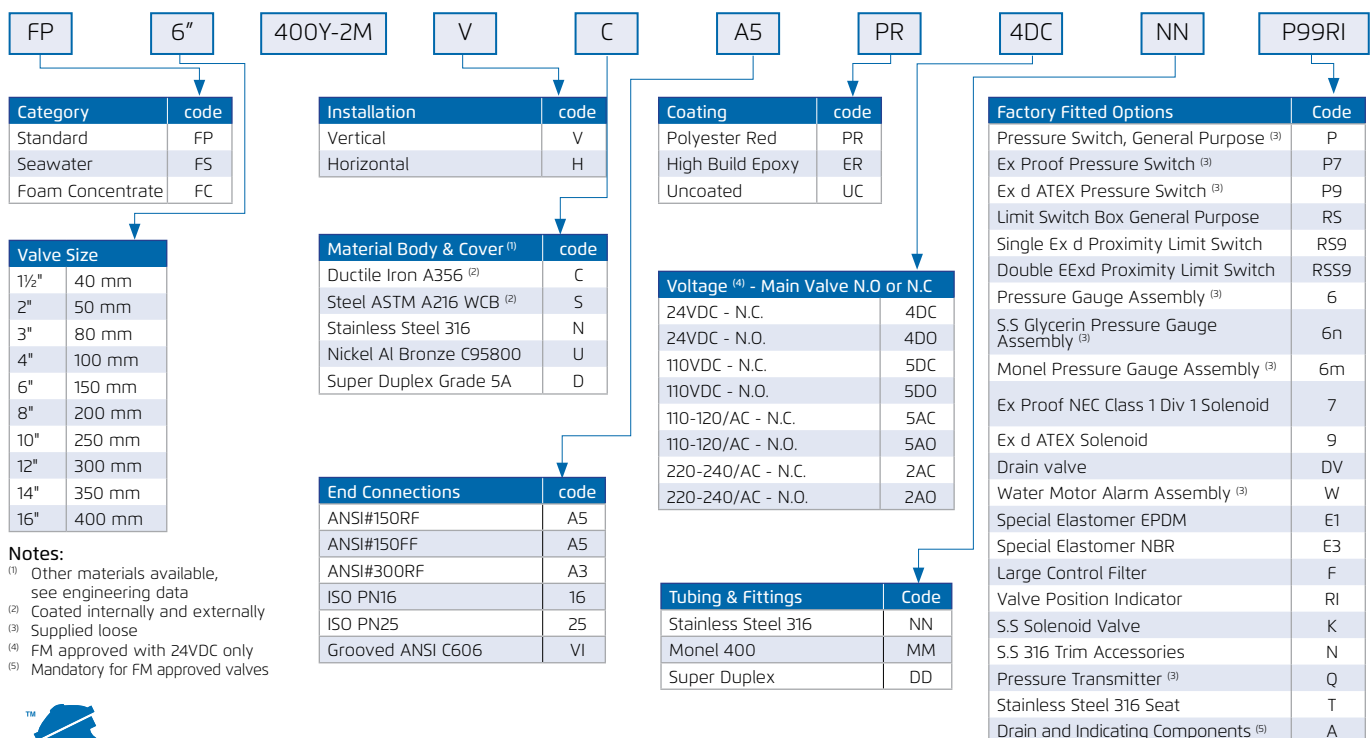 FP 6" 400Y-2M V C A5 PR 4DC NN P99RI
Category code
Standard FP
Seawater FS
Foam Concentrate FC
Valve Size
1½" 40 mm
2" 50 mm
3" 80 mm
4" 100 mm
6" 150 mm
8" 200 mm
10" 250 mm
12" 300 mm
14" 350 mm
16" 400 mm
Notes:
(1) Other materials available,
see engineering data
(2) Coated internally and externally
(3) Supplied loose
(4) FM approved with 24VDC only
(5) Mandatory for FM approved valves
TM
Installation code
Vertical V
Horizontal H
Material Body & Cover (1) code
Ductile Iron A356 (2) C
Steel ASTM A216 WCB (2) S
Stainless Steel 316 N
Nickel Al Bronze C95800 U
Super Duplex Grade 5A D
End Connections code
ANSI#150RF A5
ANSI#150FF A5
ANSI#300RF A3
ISO PN16 16
ISO PN25 25
Grooved ANSI C606 VI
Coating code
Polyester Red PR
High Build Epoxy ER
Uncoated UC
Voltage (4) - Main Valve N.O or N.C
24VDC - N.C. 4DC
24VDC - N.O. 4DO
110VDC - N.C. 5DC
110VDC - N.O. 5DO
110-120/AC - N.C. 5AC
110-120/AC - N.O. 5AO
220-240/AC - N.C. 2AC
220-240/AC - N.O. 2AO
Tubing & Fittings Code
Stainless Steel 316 NN
Monel 400 MM
Super Duplex DD
Factory Fitted Options Code
Pressure Switch, General Purpose (3) P
Ex Proof Pressure Switch (3) P7
Ex d ATEX Pressure Switch (3) P9
Limit Switch Box General Purpose RS
Single Ex d Proximity Limit Switch RS9
Double EExd Proximity Limit Switch RSS9
Pressure Gauge Assembly (3) 6
S.S Glycerin Pressure Gauge
Assembly (3) 6n
Monel Pressure Gauge Assembly (3) 6m
Ex Proof NEC Class 1 Div 1 Solenoid 7
Ex d ATEX Solenoid 9
Drain valve DV
Water Motor Alarm Assembly (3) W
Special Elastomer EPDM E1
Special Elastomer NBR E3
Large Control Filter F
Valve Position Indicator RI
S.S Solenoid Valve K
S.S 316 Trim Accessories N
Pressure Transmitter (3) Q
Stainless Steel 316 Seat T
Drain and Indicating Components (5) A